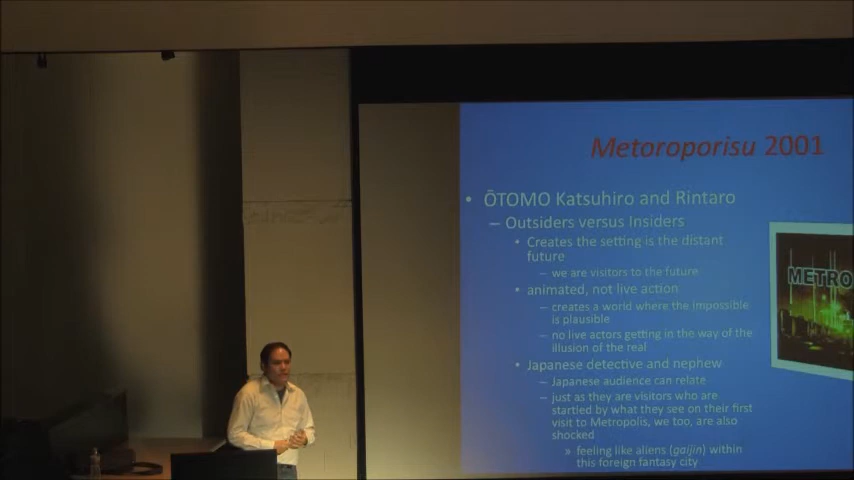 Metoroporisu 2001
• ŌTOMO Katsuhiro and Rintaro
– Outsiders versus Insiders
• Creates the setting is the distant
future
– we are visitors to the future
• animated, not live action
– creates a world where the impossible
is plausible
– no live actors getting in the way of the
illusion of the real
• Japanese detective and nephew
– Japanese audience can relate
– just as they are visitors who are
startled by what they see on their first
visit to Metropolis, we too, are also
shocked
» feeling like aliens (gaijin) within
this foreign fantasy city
METRO